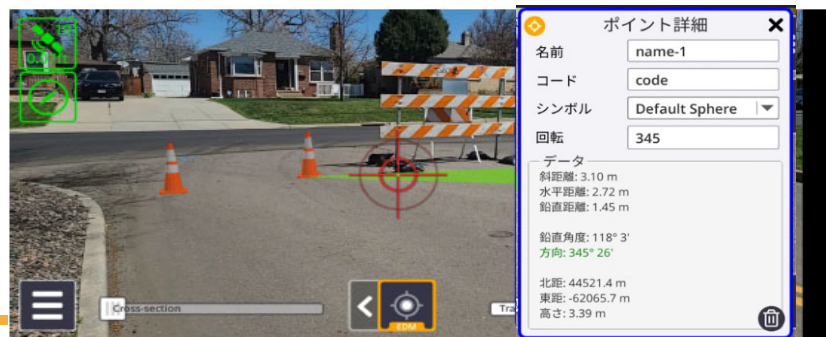 ポイント詳細
名前
name-1
コード
code
シンボル
Default Sphere
回転
345
データ
斜距離: 3.10 m
水平距離: 2.72 m
鉛直距離: 1.45 m
鉛直角度: 118° 3'
方向: 345° 26'
北距: 44521.4 m
東距: -62065.7 m
高さ: 3.39 m
Cross-section
EDM
Tra